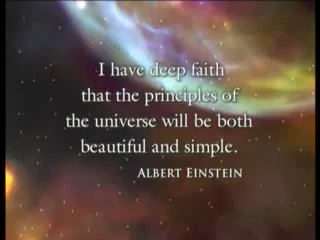 I have deep faith
that the principles of
the universe will be both
beautiful and simple.
ALBERT EINSTEIN